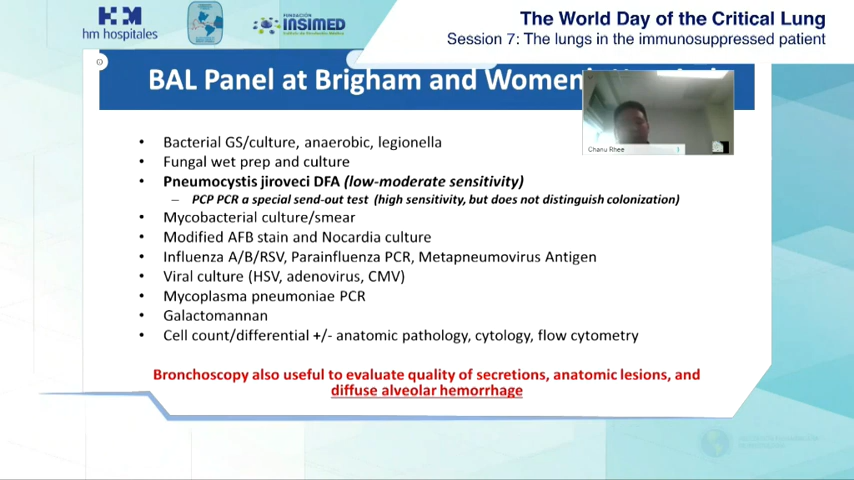 hm hospitales
FUNDACIÓN
INSIMED
The World Day of the Critical Lung
Session 7: The lungs in the immunosuppressed patient
BAL Panel at Brigham and Women's
Chanu Rhee
• Bacterial GS/culture, anaerobic, legionella
• Fungal wet prep and culture
• Pneumocystis jiroveci DFA (low-moderate sensitivity)
– PCP PCR a special send-out test (high sensitivity, but does not distinguish colonization)
• Mycobacterial culture/smear
• Modified AFB stain and Nocardia culture
• Influenza A/B/RSV, Parainfluenza PCR, Metapneumovirus Antigen
• Viral culture (HSV, adenovirus, CMV)
• Mycoplasma pneumoniae PCR
• Galactomannan
• Cell count/differential +/- anatomic pathology, cytology, flow cytometry
Bronchoscopy also useful to evaluate quality of secretions, anatomic lesions, and
diffuse alveolar hemorrhage